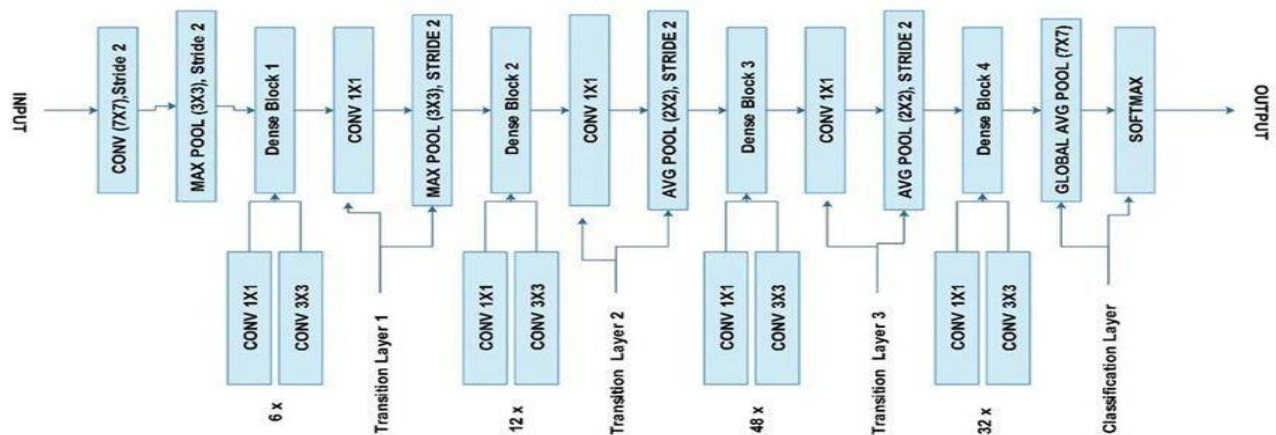 INPUT
CONV (7X7),Stride 2
MAX POOL (3X3), Stride 2
Dense Block 1
CONV 1X1
MAX POOL (3X3), STRIDE 2
Dense Block 2
CONV 1X1
AVG POOL (2X2), STRIDE 2
Dense Block 3
CONV 1X1
AVG POOL (2X2), STRIDE 2
Dense Block 4
GLOBAL AVG POOL (7X7)
SOFTMAX
OUTPUT
CONV 1X1
CONV 3X3
6 x
Transition Layer 1
CONV 1X1
CONV 3X3
12 x
Transition Layer 2
CONV 1X1
CONV 3X3
48 x
Transition Layer 3
CONV 1X1
CONV 3X3
32x
Classification Layer